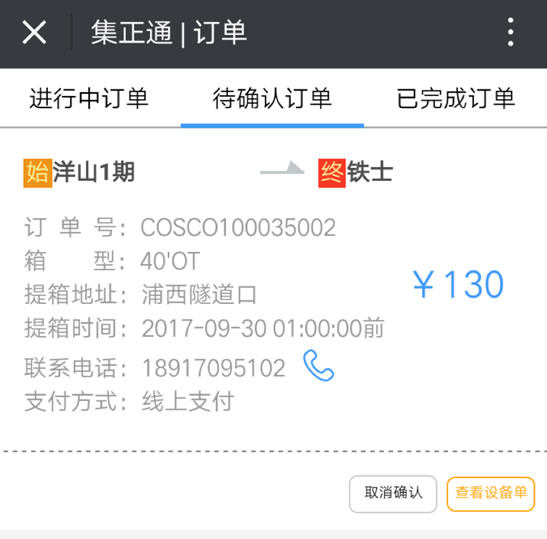 集正通 | 订单
进行中订单 待确认订单 已完成订单
始 洋山1期 终 铁士
订单号：COSCO100035002
箱型：40'OT
￥130
提箱地址：浦西隧道口
提箱时间：2017-09-30 01:00:00前
联系电话：18917095102
支付方式：线上支付
取消确认 查看设备单